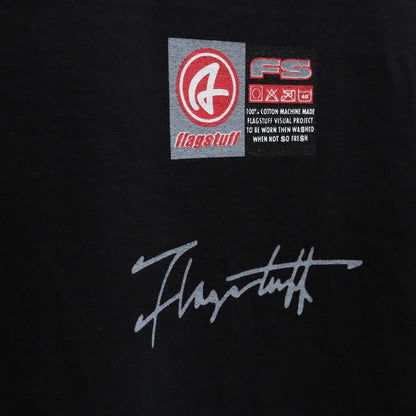 FS
40°
100% COTTON MACHINE MADE
FLAGSTUFF VISUAL PROJECT
TO BE WORN THEN WASHED
WHEN NOT SO FRESH
flagstuff
Flagstuff